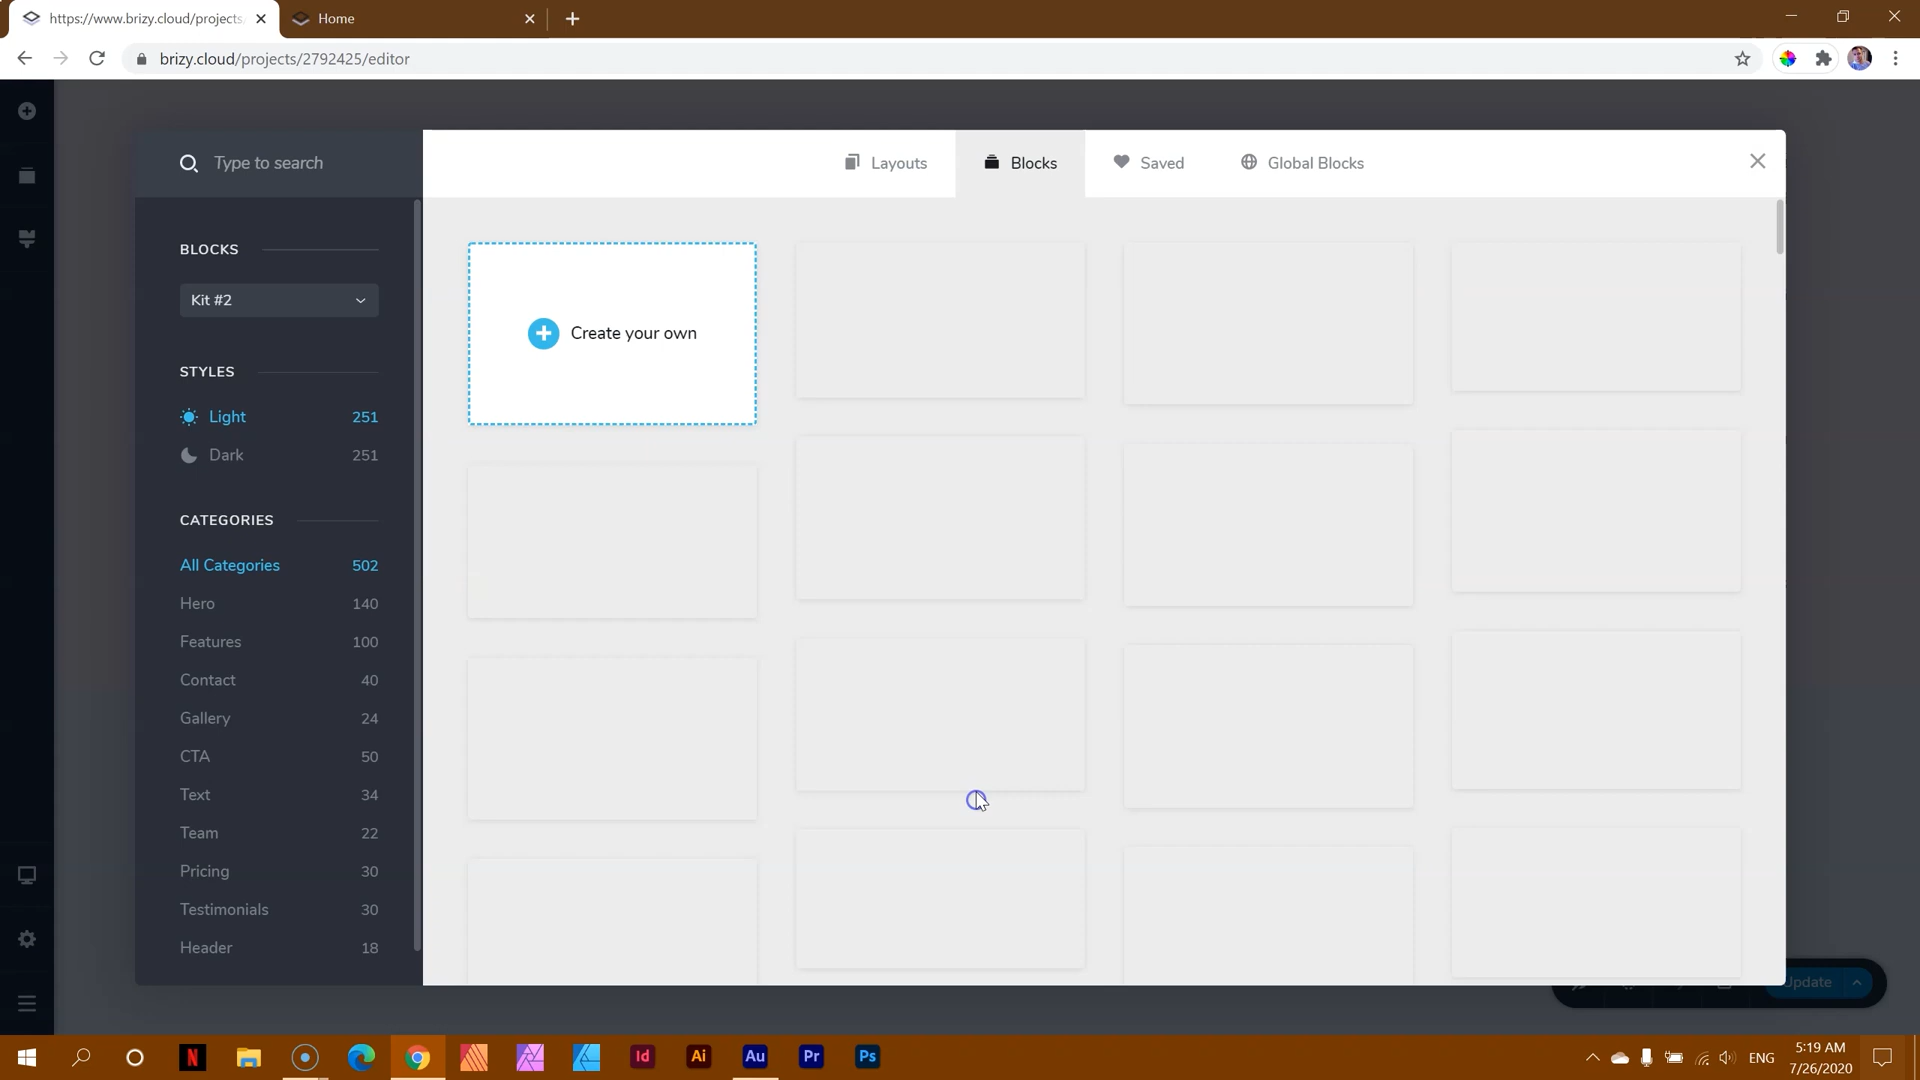 https://www.brizy.cloud/projects
Home
brizy.cloud/projects/2792425/editor
Type to search
Layouts
Blocks
Saved
Global Blocks
BLOCKS
Kit #2
Create your own
STYLES
Light 251
Dark 251
CATEGORIES
All Categories 502
Hero 140
Features 100
Contact 40
Gallery 24
CTA 50
Text 34
Team 22
Pricing 30
Testimonials 30
Header 18
Update
N
Id
Ai
Au
Pr
Ps
ENG
5:19 AM
7/26/2020